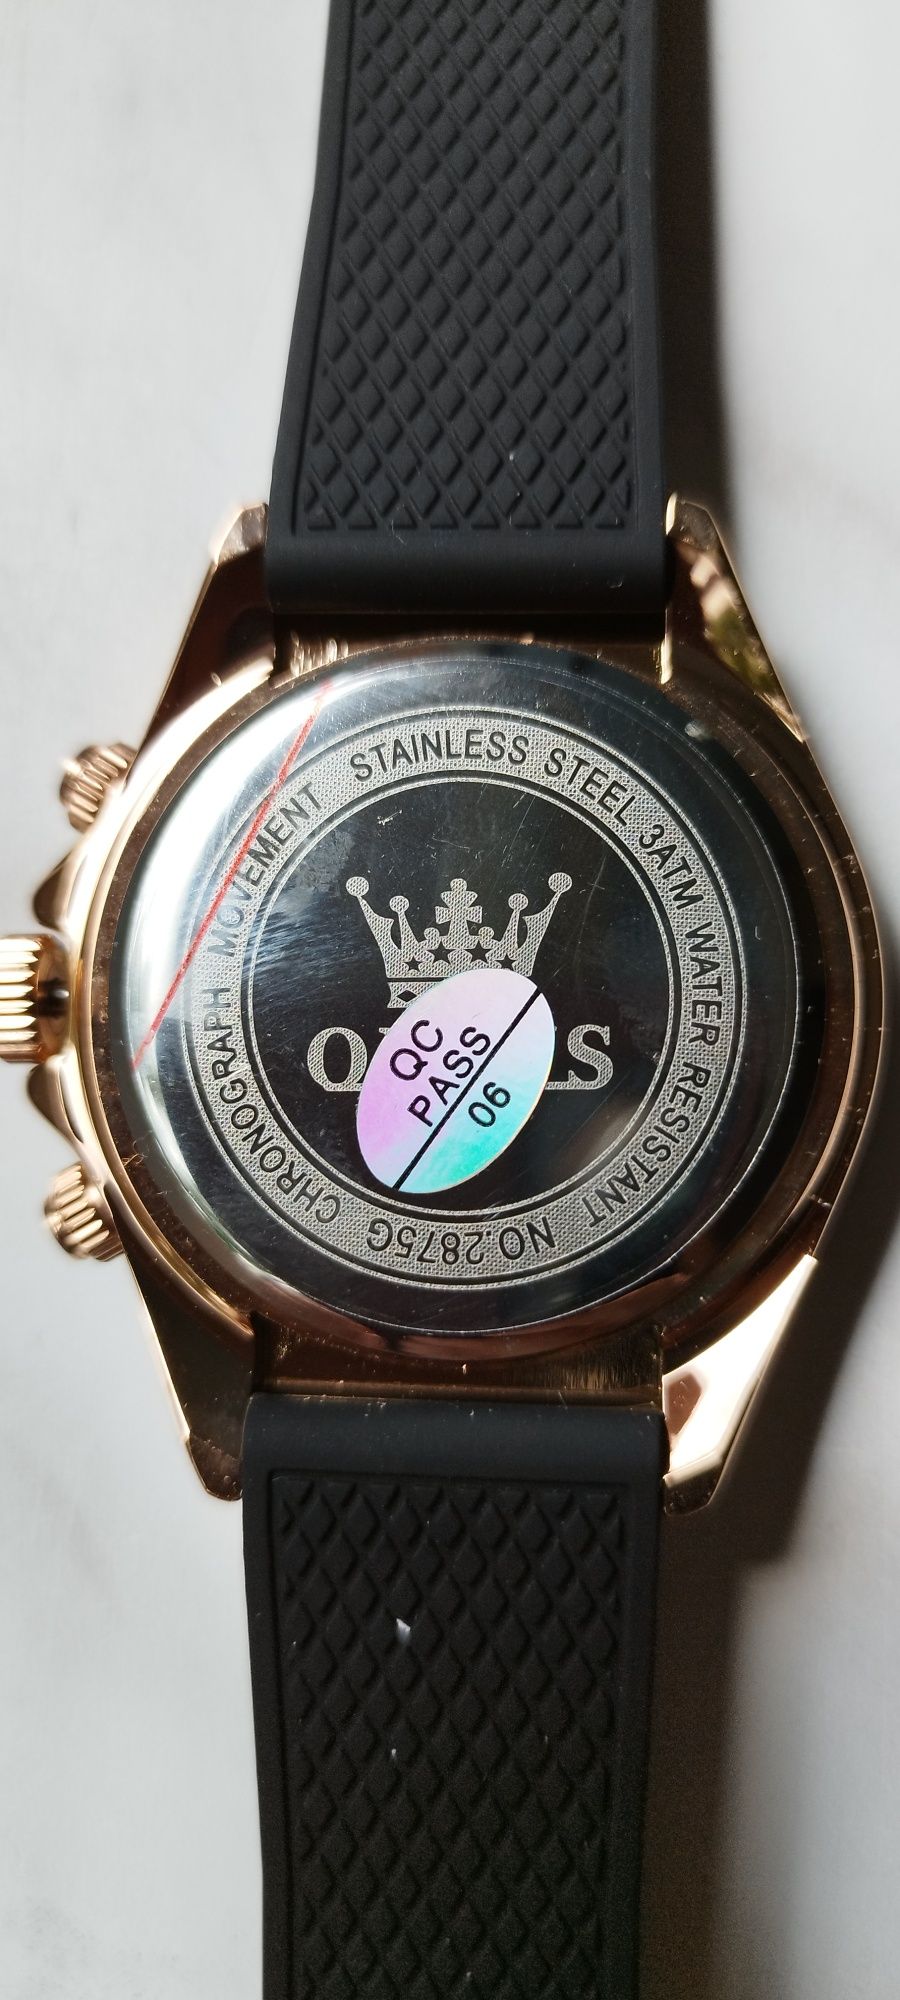 STAINLESS STEEL 3ATM WATER RESISTANT NO.2875G CHRONOGRAPH MOVEMENT
QC
PASS
06